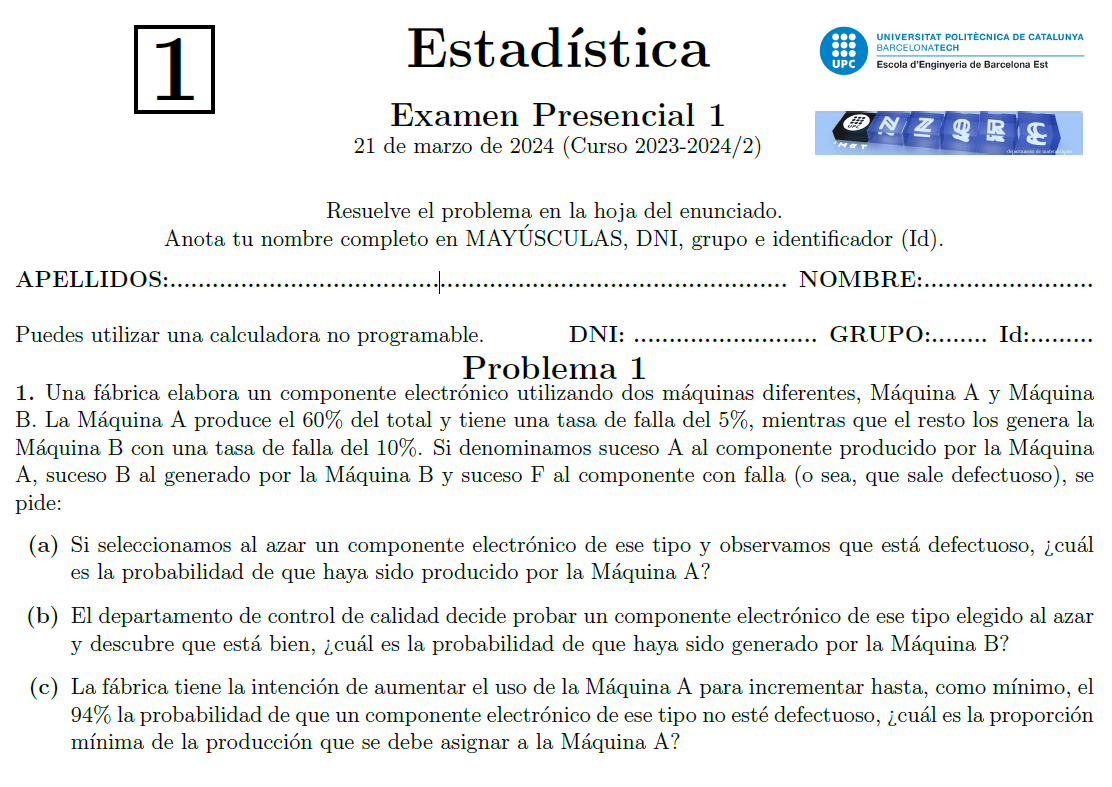 1
Estadística
UNIVERSITAT POLITÈCNICA DE CATALUNYA
BARCELONATECH
Escola d'Enginyeria de Barcelona Est
UPC
Examen Presencial 1
21 de marzo de 2024 (Curso 2023-2024/2)
UPC
departament de matemàtiques
Resuelve el problema en la hoja del enunciado.
Anota tu nombre completo en MAYÚSCULAS, DNI, grupo e identificador (Id).
APELLIDOS:....................................................................................... NOMBRE:........................
Puedes utilizar una calculadora no programable. DNI: .......................... GRUPO:........ Id:.........
Problema 1
1. Una fábrica elabora un componente electrónico utilizando dos máquinas diferentes, Máquina A y Máquina
B. La Máquina A produce el 60% del total y tiene una tasa de falla del 5%, mientras que el resto los genera la
Máquina B con una tasa de falla del 10%. Si denominamos suceso A al componente producido por la Máquina
A, suceso B al generado por la Máquina B y suceso F al componente con falla (o sea, que sale defectuoso), se
pide:
(a) Si seleccionamos al azar un componente electrónico de ese tipo y observamos que está defectuoso, ¿cuál
es la probabilidad de que haya sido producido por la Máquina A?
(b) El departamento de control de calidad decide probar un componente electrónico de ese tipo elegido al azar
y descubre que está bien, ¿cuál es la probabilidad de que haya sido generado por la Máquina B?
(c) La fábrica tiene la intención de aumentar el uso de la Máquina A para incrementar hasta, como mínimo, el
94% la probabilidad de que un componente electrónico de ese tipo no esté defectuoso, ¿cuál es la proporción
mínima de la producción que se debe asignar a la Máquina A?